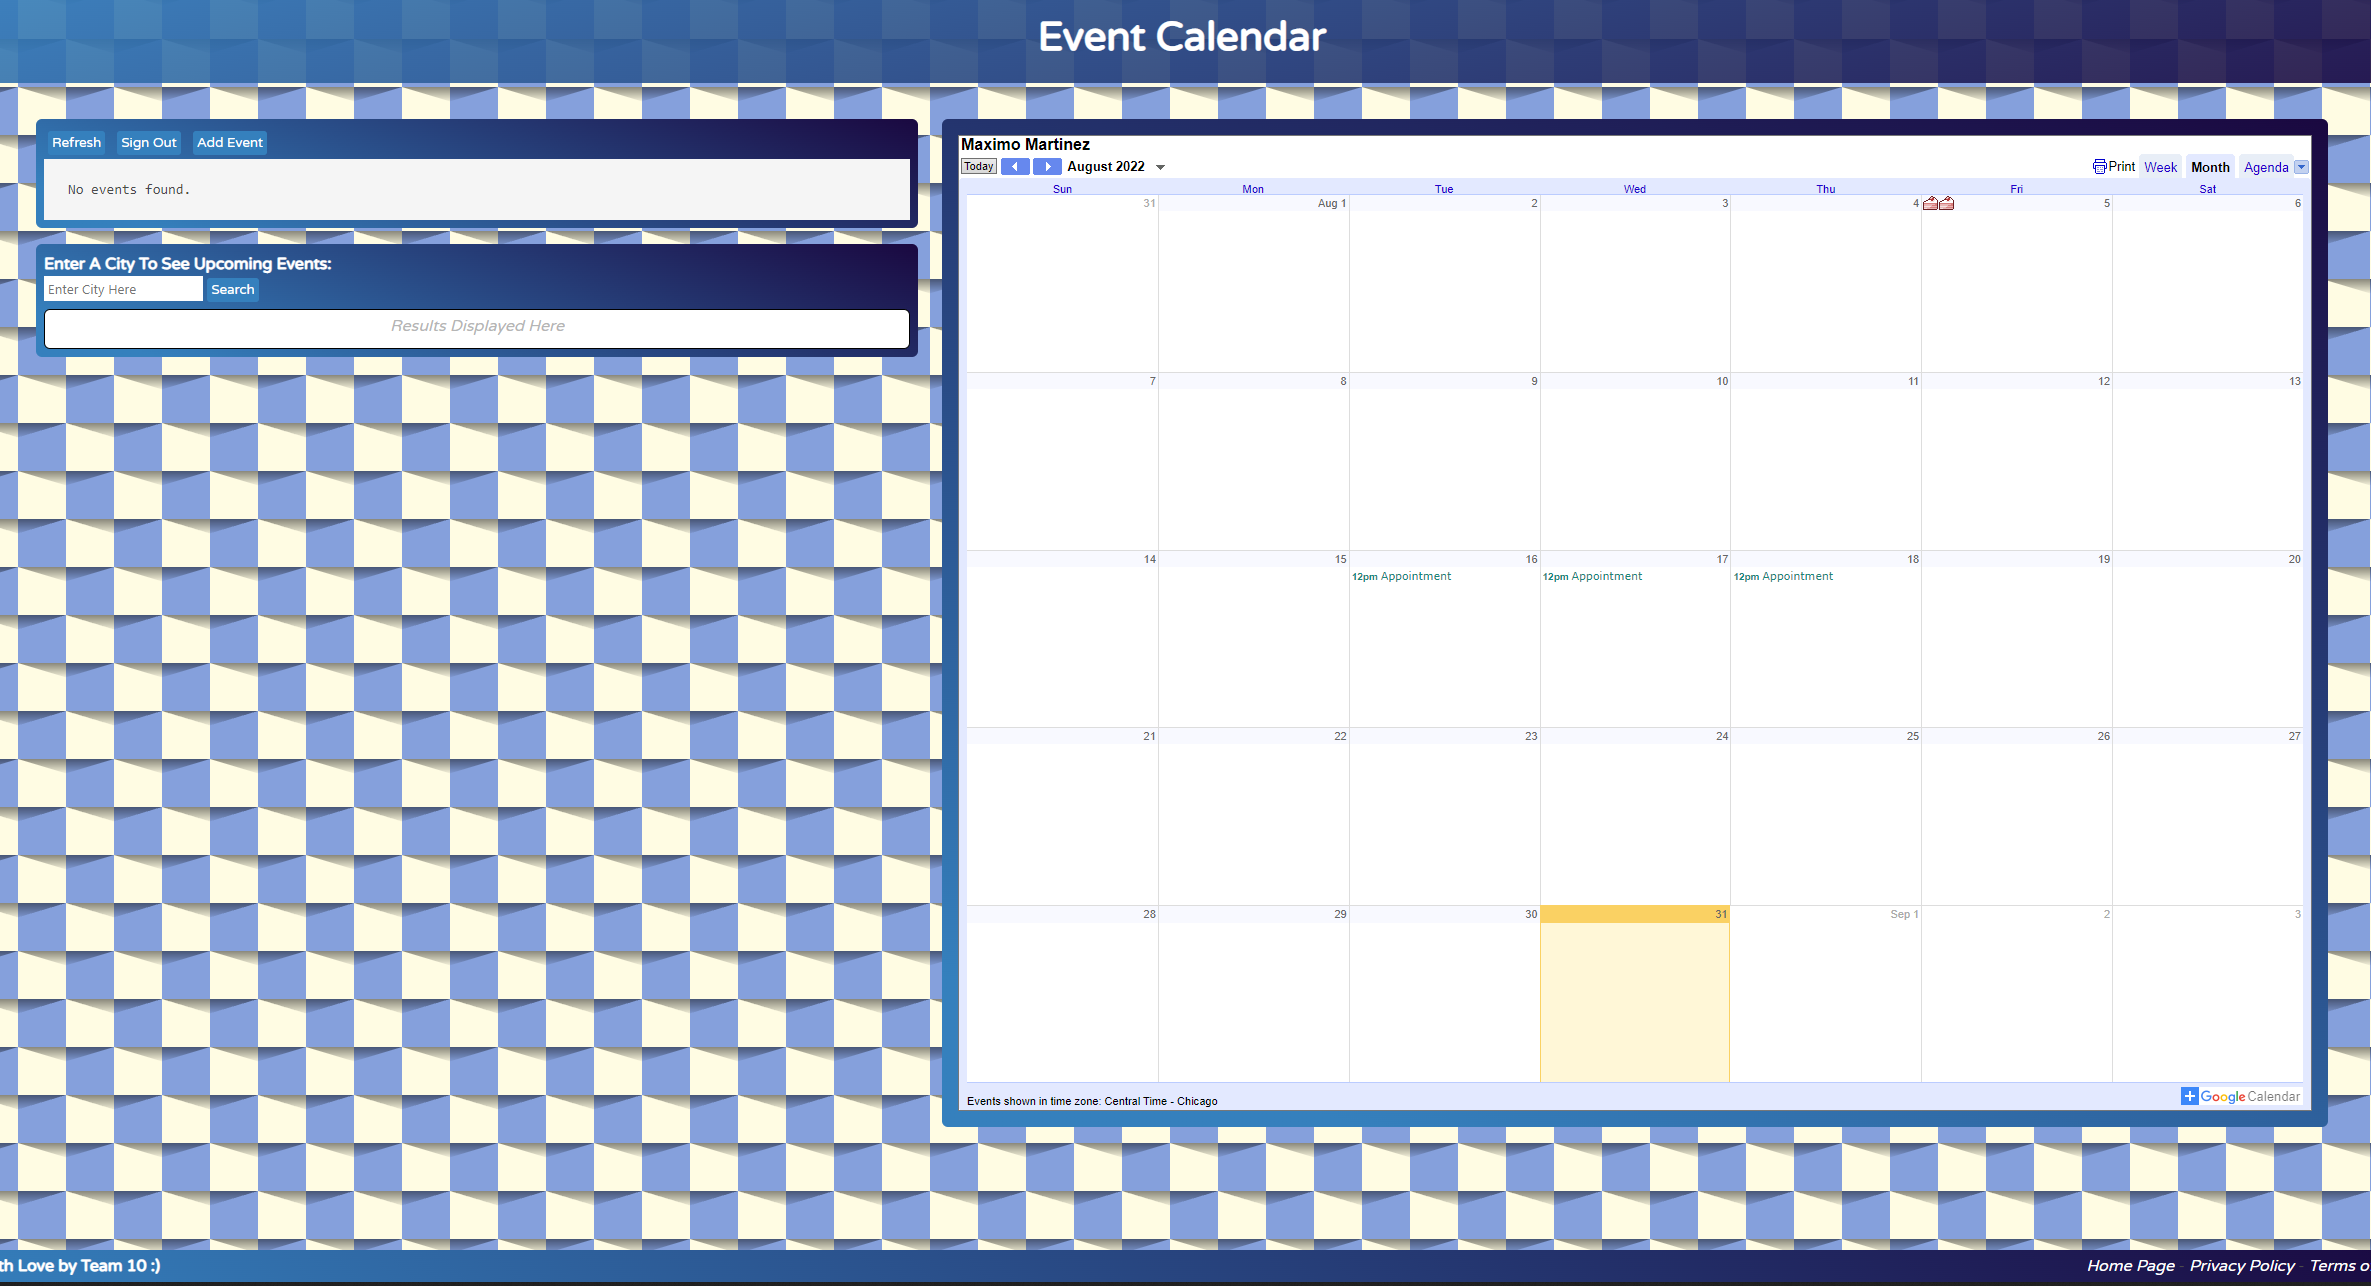 Event Calendar
Refresh Sign Out Add Event
No events found.
Enter A City To See Upcoming Events:
Enter City Here Search
Results Displayed Here
Maximo Martinez
Today August 2022 Print Week Month Agenda
Sun Mon Tue Wed Thu Fri Sat
31 Aug 1 2 3 4 5 6
7 8 9 10 11 12 13
14 15 16 17 18 19 20
12pm Appointment 12pm Appointment 12pm Appointment
21 22 23 24 25 26 27
28 29 30 31 Sep 1 2 3
Events shown in time zone: Central Time - Chicago
Google Calendar
th Love by Team 10 :)
Home Page - Privacy Policy - Terms o